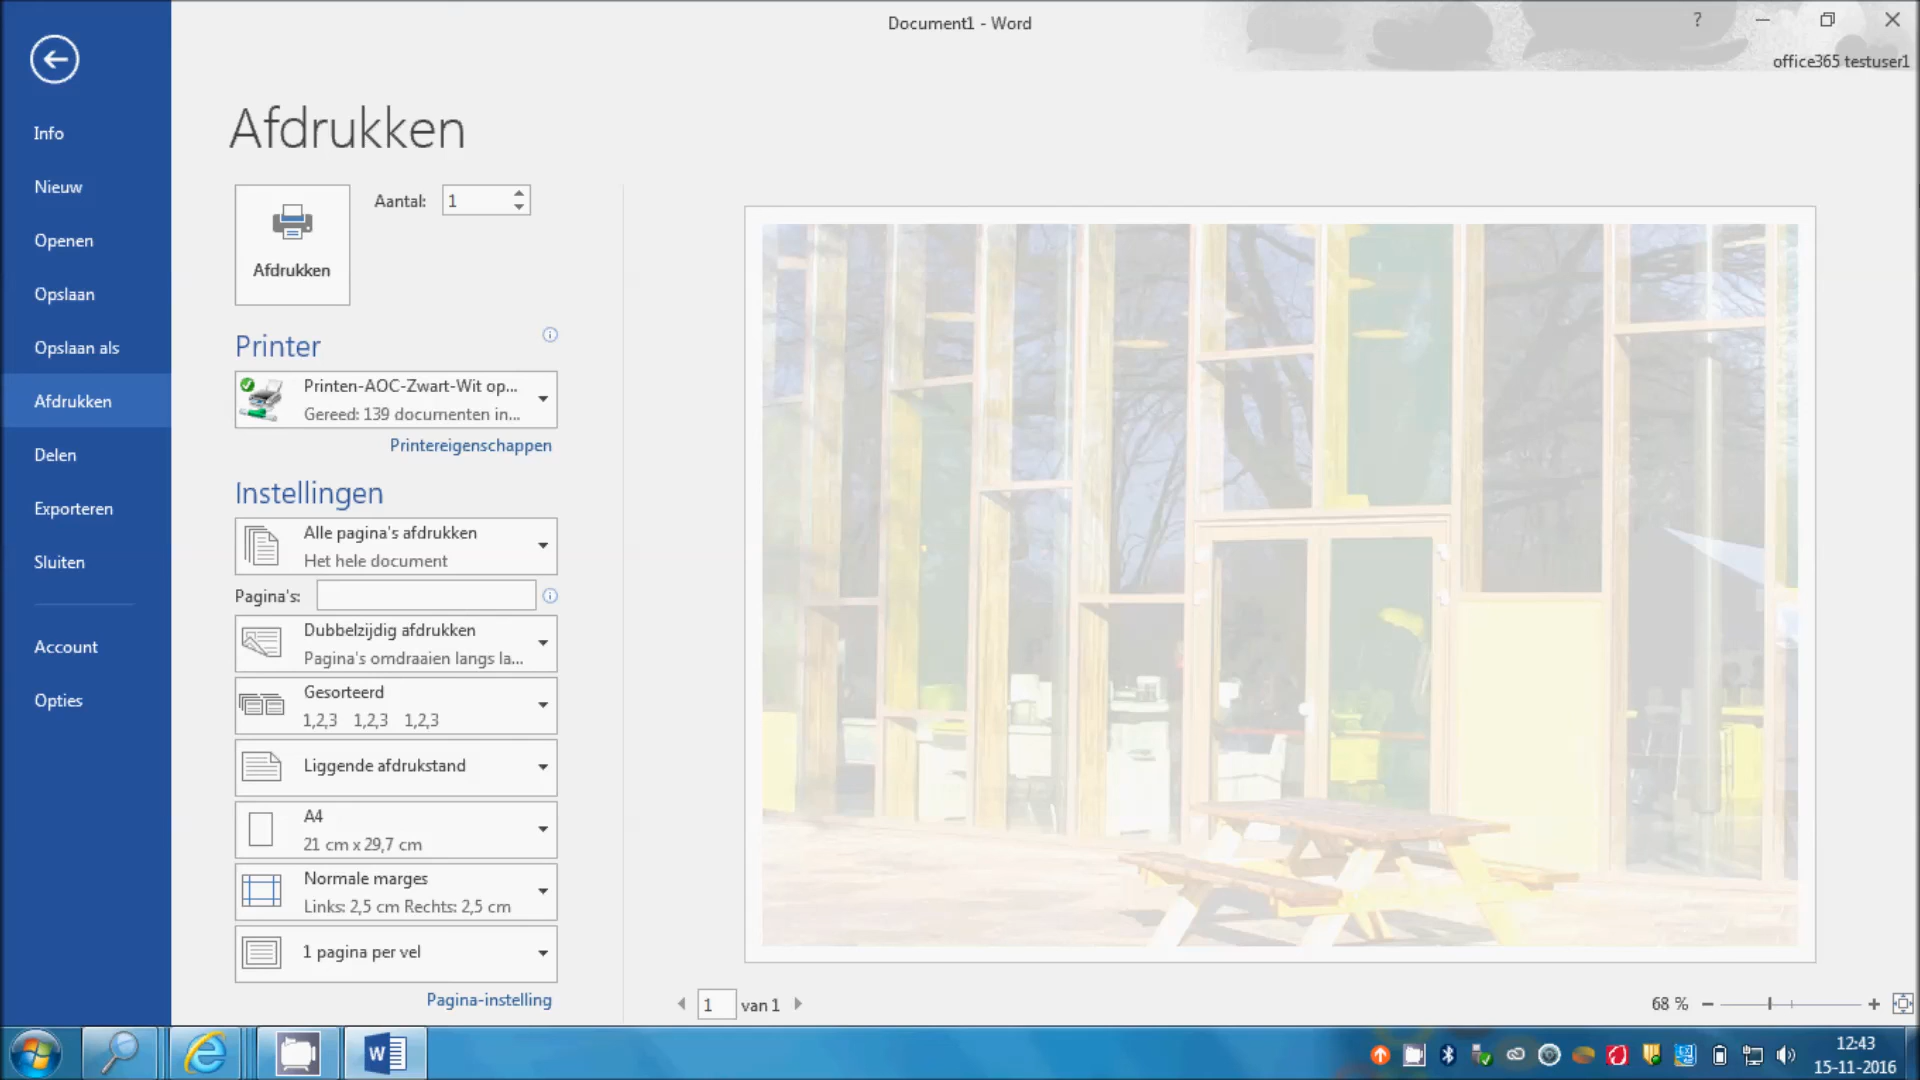 Document1 - Word
?
office365 testuser1
Info
Nieuw
Openen
Opslaan
Opslaan als
Afdrukken
Delen
Exporteren
Sluiten
Account
Opties
Afdrukken
Afdrukken
Aantal: 1
Printer
Printen-AOC-Zwart-Wit op...
Gereed: 139 documenten in...
Printereigenschappen
Instellingen
Alle pagina's afdrukken
Het hele document
Pagina's:
Dubbelzijdig afdrukken
Pagina's omdraaien langs la...
Gesorteerd
1,2,3 1,2,3 1,2,3
Liggende afdrukstand
A4
21 cm x 29,7 cm
Normale marges
Links: 2,5 cm Rechts: 2,5 cm
1 pagina per vel
Pagina-instelling
1 van 1
68 %
12:43
15-11-2016